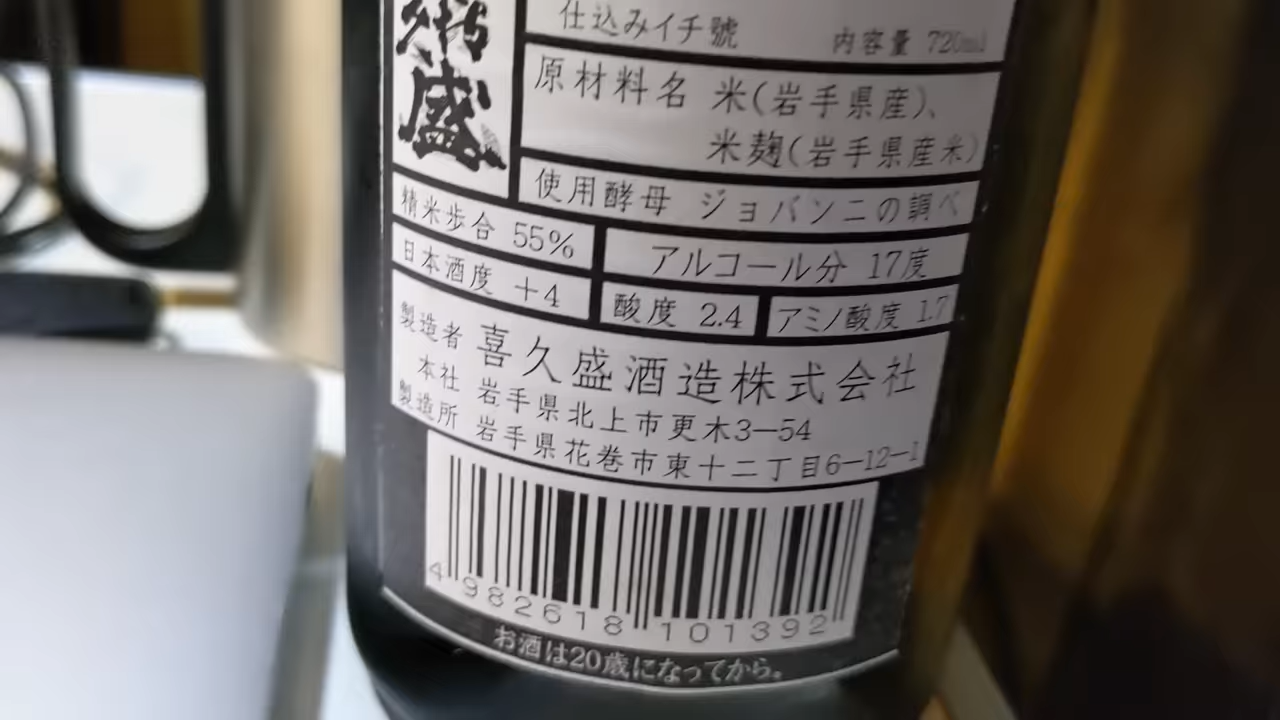 盛
仕込みイチ號 内容量 720ml
原材料名 米(岩手県産)、
米麹(岩手県産米)
使用酵母 ジョバンニの調べ
精米歩合 55% アルコール分 17度
日本酒度 +4 酸度 2.4 アミノ酸度 1.7
製造者 喜久盛酒造株式会社
本社 岩手県北上市更木3-54
製造所 岩手県花巻市東十二丁目6-12-1
4 982618 101392
お酒は20歳になってから。